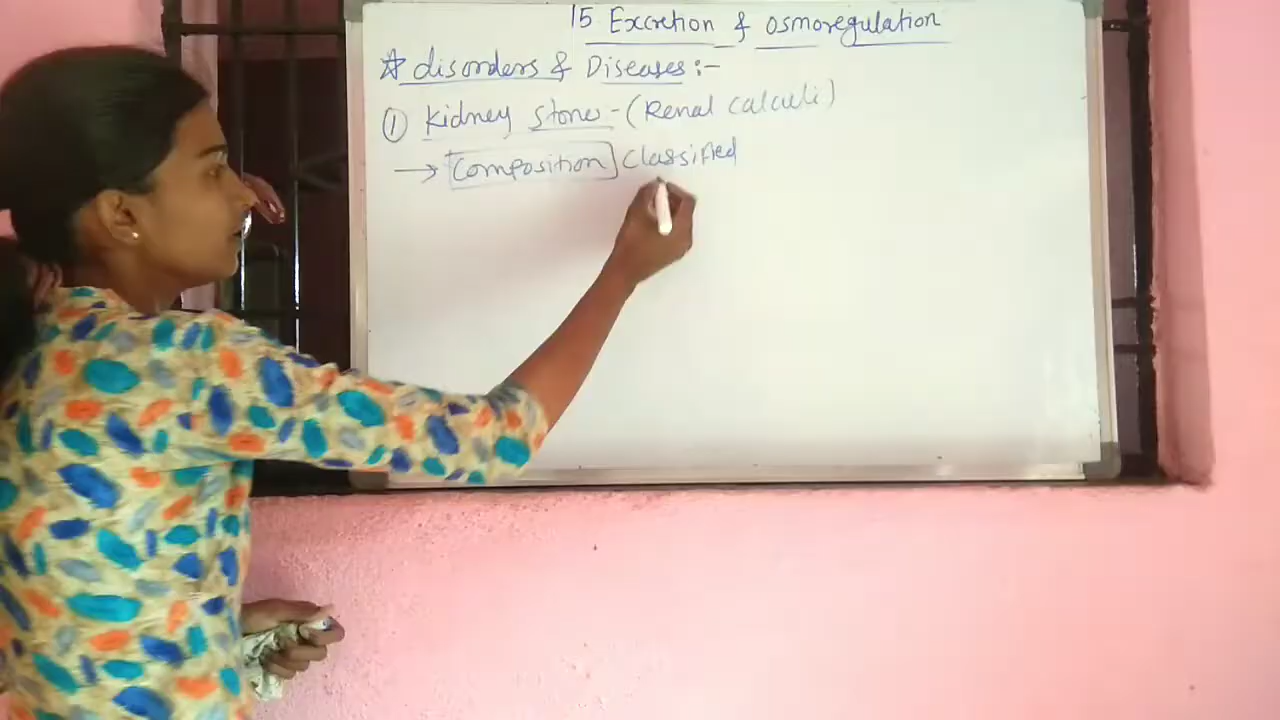 15 Excretion & osmoregulation
☆ disorders & Diseases :-
① kidney stones - (Renal calculi)
→ [Composition] Classified